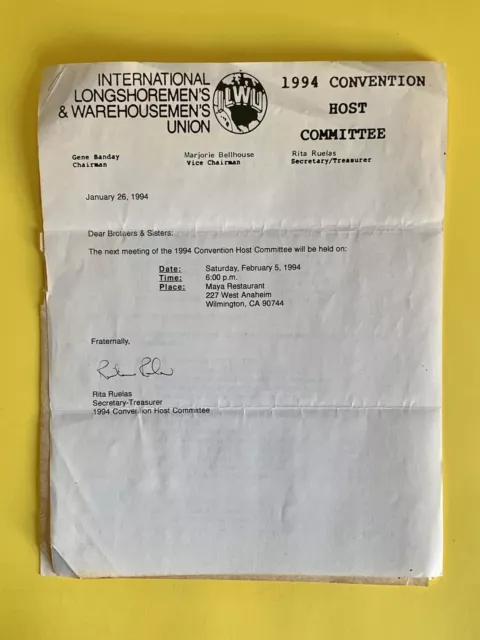 INTERNATIONAL
LONGSHOREMEN'S
& WAREHOUSEMEN'S
UNION
ILWU
1994 CONVENTION
HOST
COMMITTEE
Gene Banday
Chairman
Marjorie Bellhouse
Vice Chairman
Rita Ruelas
Secretary/Treasurer
January 26, 1994
Dear Brothers & Sisters:
The next meeting of the 1994 Convention Host Committee will be held on:
Date: Saturday, February 5, 1994
Time: 6:00 p.m.
Place: Maya Restaurant
227 West Anaheim
Wilmington, CA 90744
Fraternally,
Rita Ruelas
Secretary-Treasurer
1994 Convention Host Committee